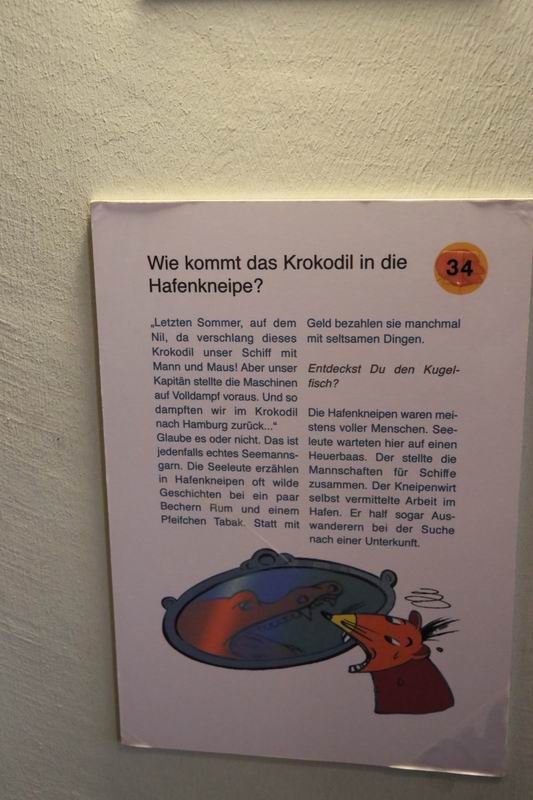 Wie kommt das Krokodil in die
Hafenkneipe?
34
„Letzten Sommer, auf dem
Nil, da verschlang dieses
Krokodil unser Schiff mit
Mann und Maus! Aber unser
Kapitän stellte die Maschinen
auf Volldampf voraus. Und so
dampften wir im Krokodil
nach Hamburg zurück...“
Glaube es oder nicht. Das ist
jedenfalls echtes Seemanns-
garn. Die Seeleute erzählen
in Hafenkneipen oft wilde
Geschichten bei ein paar
Bechern Rum und einem
Pfeifchen Tabak. Statt mit
Geld bezahlen sie manchmal
mit seltsamen Dingen.
Entdeckst Du den Kugel-
fisch?
Die Hafenkneipen waren mei-
stens voller Menschen. See-
leute warteten hier auf einen
Heuerbaas. Der stellte die
Mannschaften für Schiffe
zusammen. Der Kneipenwirt
selbst vermittelte Arbeit im
Hafen. Er half sogar Aus-
wanderern bei der Suche
nach einer Unterkunft.